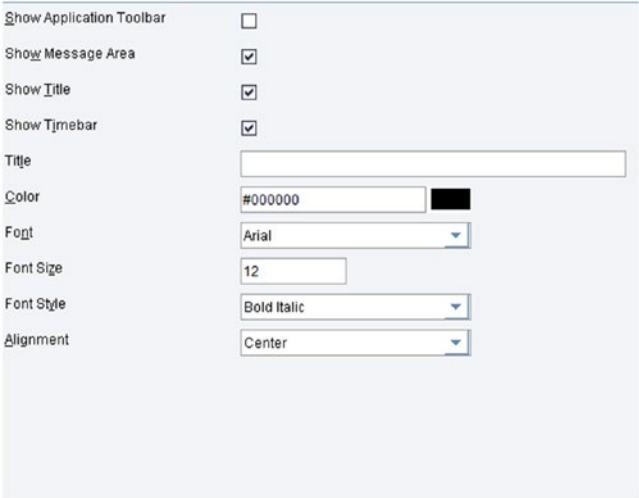 Show Application Toolbar
Show Message Area
Show Title
Show Timebar
Title
Color #000000
Font Arial
Font Size 12
Font Style Bold Italic
Alignment Center